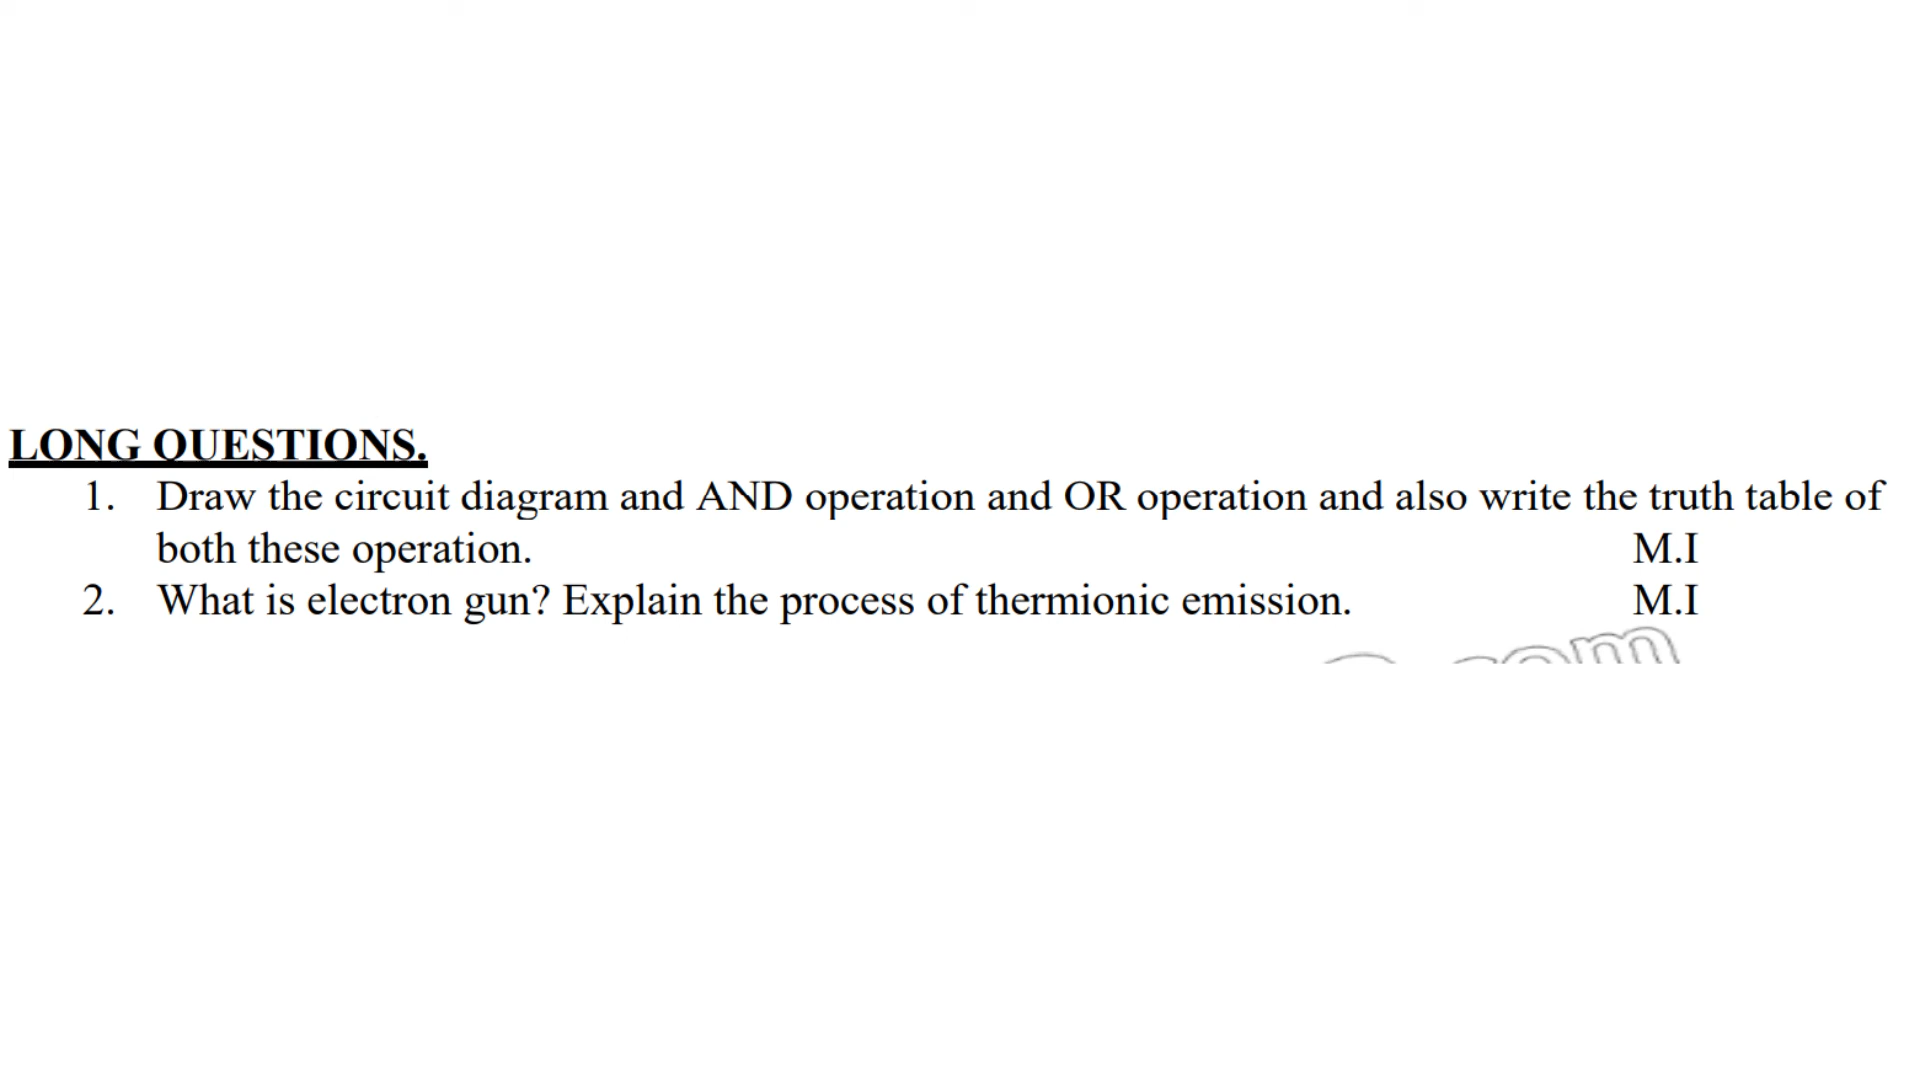 LONG QUESTIONS.
1. Draw the circuit diagram and AND operation and OR operation and also write the truth table of
both these operation. M.I
2. What is electron gun? Explain the process of thermionic emission. M.I